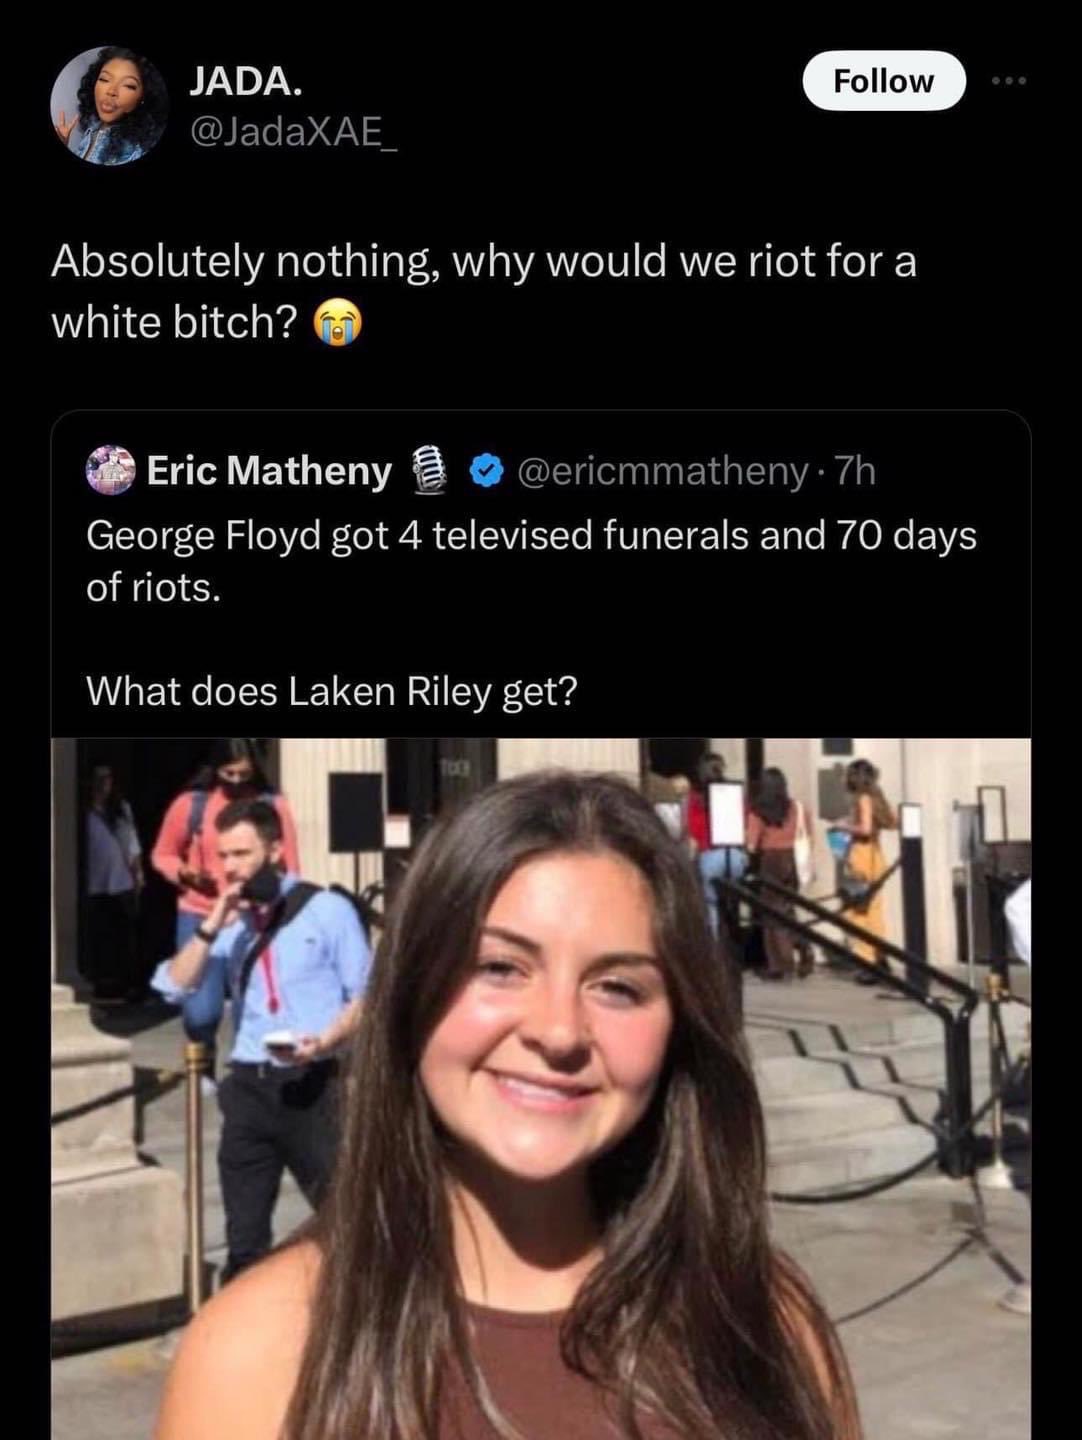 JADA.
@JadaXAE_
Follow
Absolutely nothing, why would we riot for a
white bitch? 😭
Eric Matheny 🎙️ @ericmmatheny · 7h
George Floyd got 4 televised funerals and 70 days
of riots.
What does Laken Riley get?